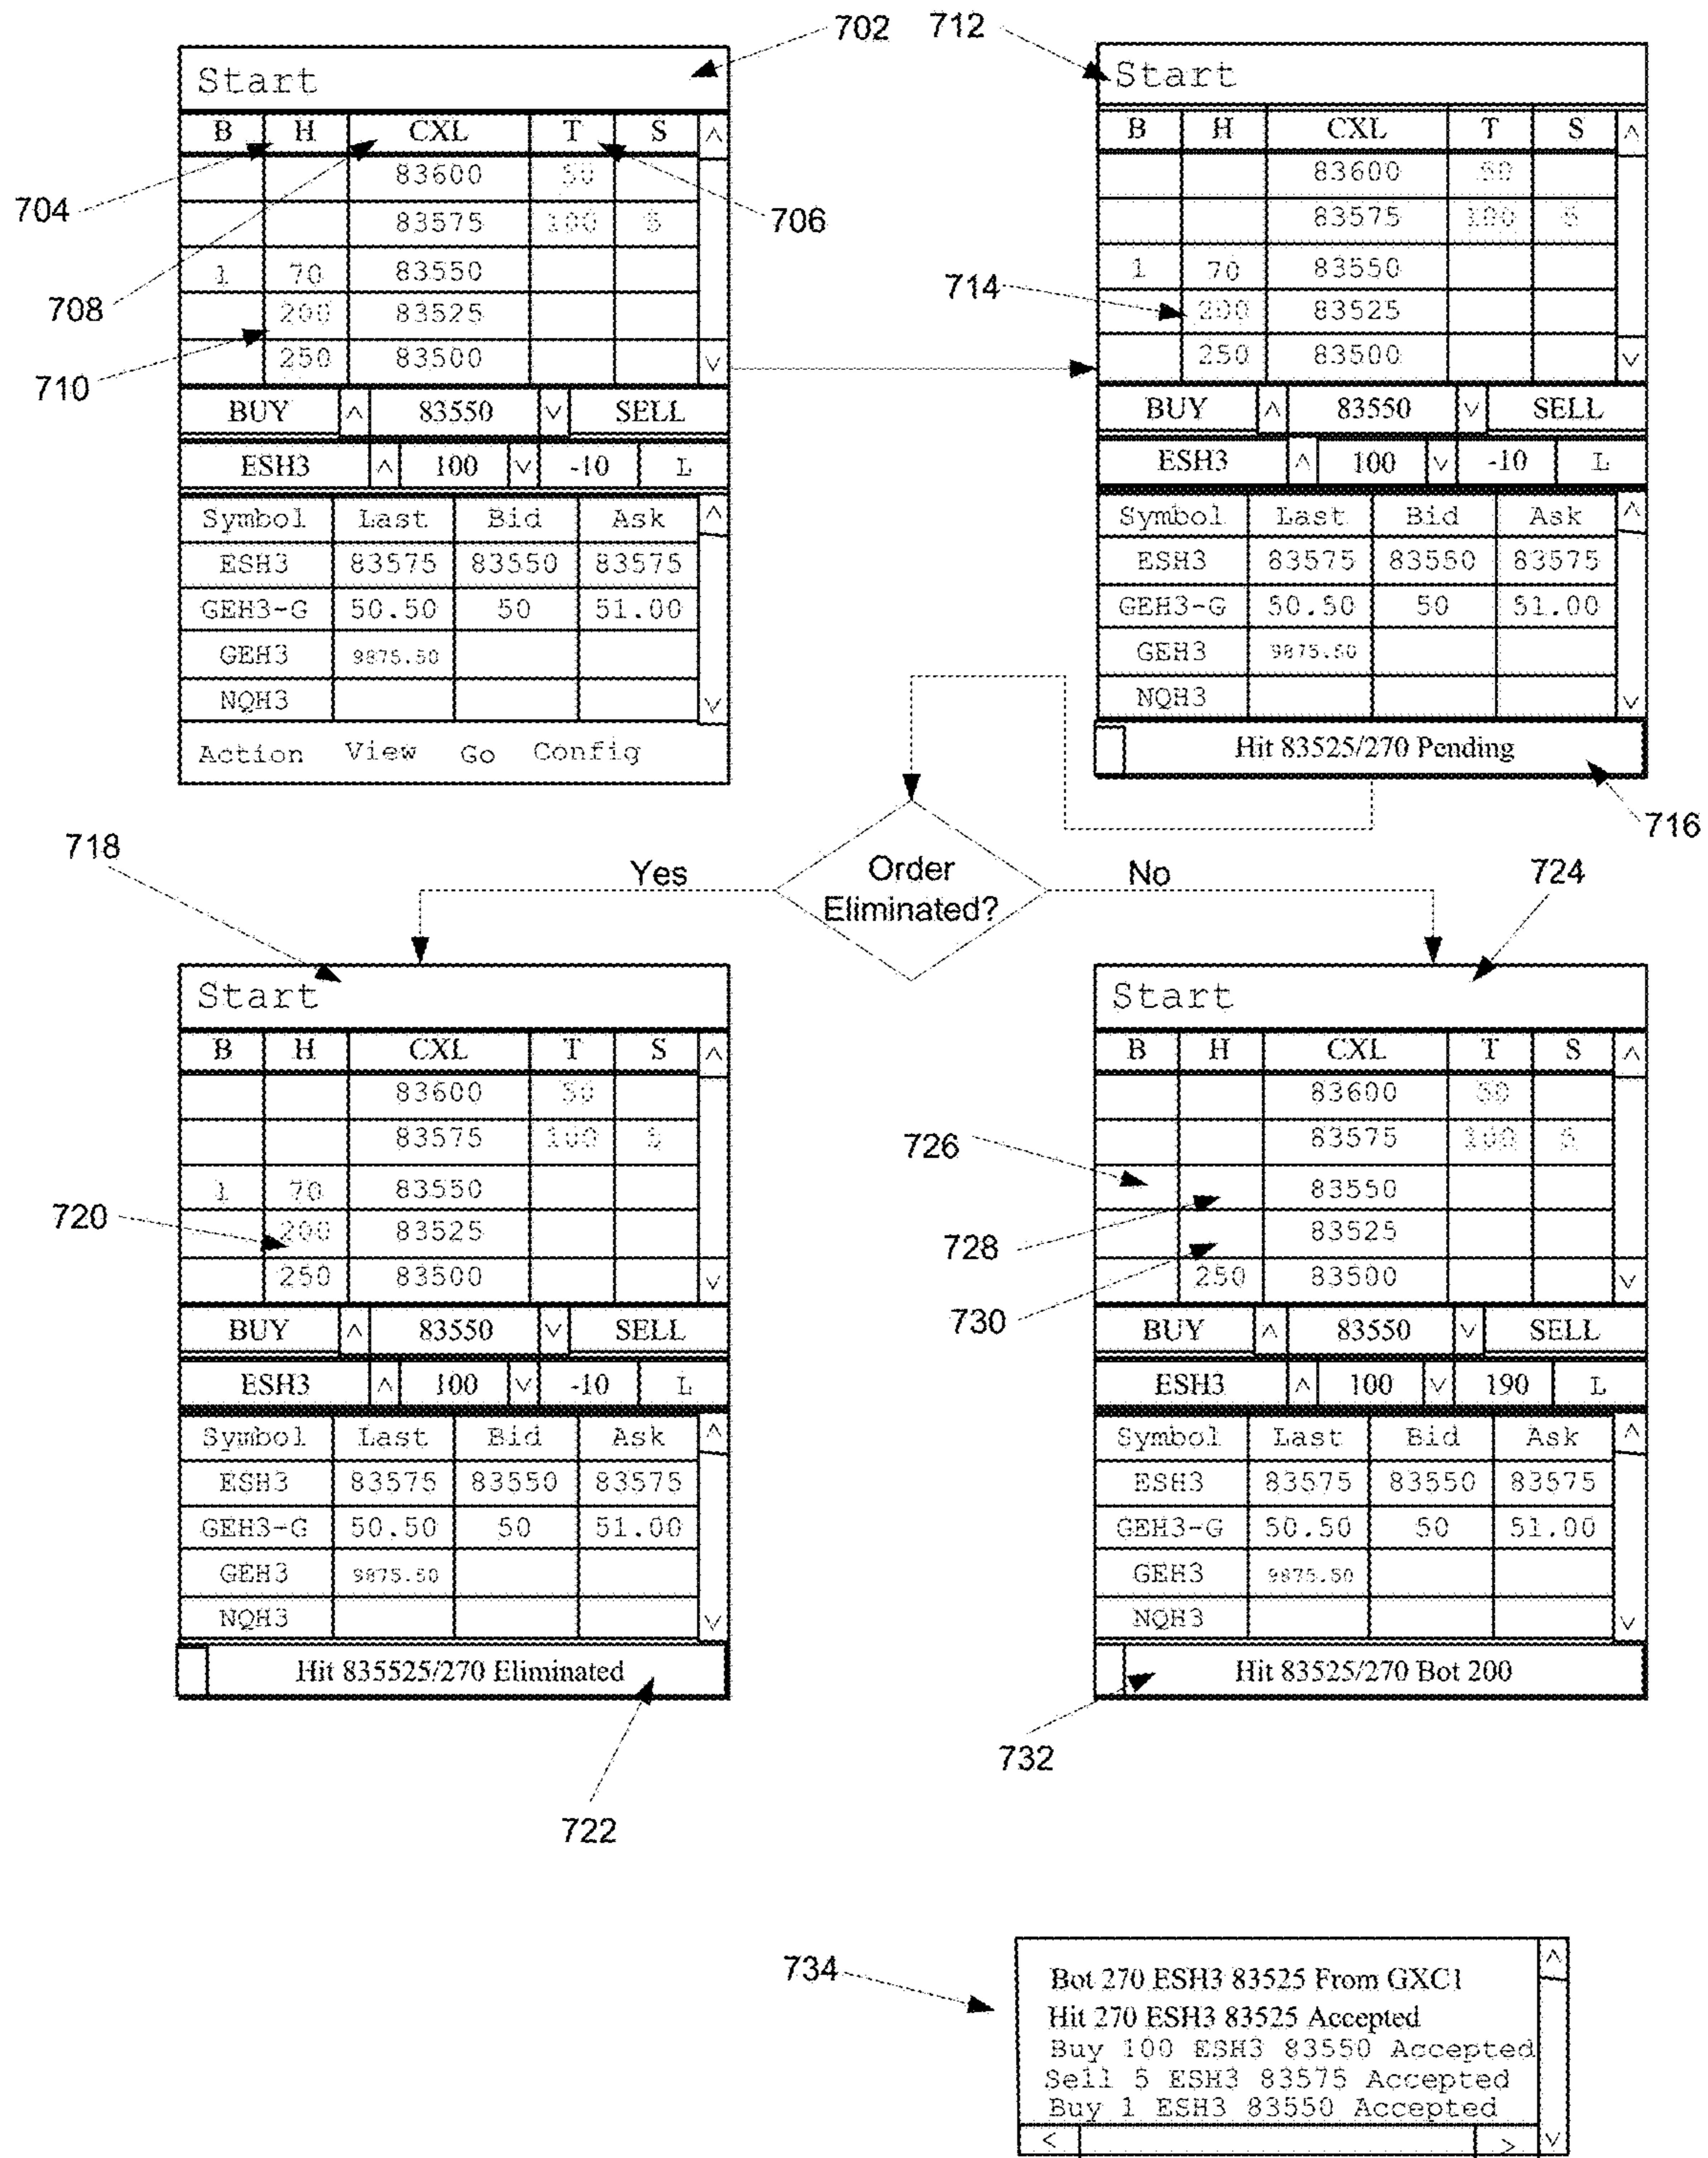 702 712
Start
B H CXL T S ^
83600 50
83575 100 5
1 70 83550
200 83525
250 83500 v
BUY ^ 83550 v SELL
ESH3 ^ 100 v -10 L
Symbol Last Bid Ask ^
ESH3 83575 83550 83575
GEH3-G 50.50 50 51.00
GEH3 9875.50
NQH3 v
Action View Go Config
704
706
708
710
Start
B H CXL T S ^
83600 50
83575 100 5
1 70 83550
200 83525
250 83500 v
BUY ^ 83550 v SELL
ESH3 ^ 100 v -10 L
Symbol Last Bid Ask ^
ESH3 83575 83550 83575
GEH3-G 50.50 50 51.00
GEH3 9875.50
NQH3 v
Hit 83525/270 Pending
714
716
Order
Eliminated?
Yes
No
718
Start
B H CXL T S ^
83600 50
83575 100 5
1 70 83550
200 83525
250 83500 v
BUY ^ 83550 v SELL
ESH3 ^ 100 v -10 L
Symbol Last Bid Ask ^
ESH3 83575 83550 83575
GEH3-G 50.50 50 51.00
GEH3 9875.50
NQH3 v
Hit 835525/270 Eliminated
720
722
724
Start
B H CXL T S ^
83600 50
83575 100 5
83550
83525
250 83500 v
BUY ^ 83550 v SELL
ESH3 ^ 100 v 190 L
Symbol Last Bid Ask ^
ESH3 83575 83550 83575
GEH3-G 50.50 50 51.00
GEH3 9875.50
NQH3 v
Hit 83525/270 Bot 200
726
728
730
732
734
Bot 270 ESH3 83525 From GXC1
Hit 270 ESH3 83525 Accepted
Buy 100 ESH3 83550 Accepted
Sell 5 ESH3 83575 Accepted
Buy 1 ESH3 83550 Accepted
^
< > v